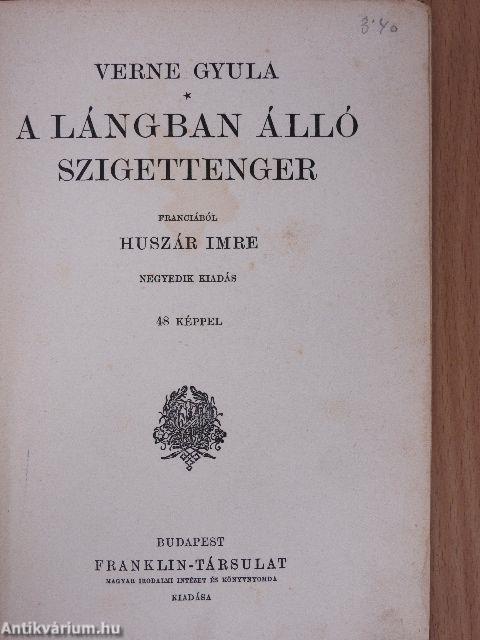 3·40
VERNE GYULA
*
A LÁNGBAN ÁLLÓ
SZIGETTENGER
FRANCIÁBÓL
HUSZÁR IMRE
NEGYEDIK KIADÁS
48 KÉPPEL
BUDAPEST
FRANKLIN-TÁRSULAT
MAGYAR IRODALMI INTÉZET ÉS KÖNYVNYOMDA
KIADÁSA
Antikvárium.hu